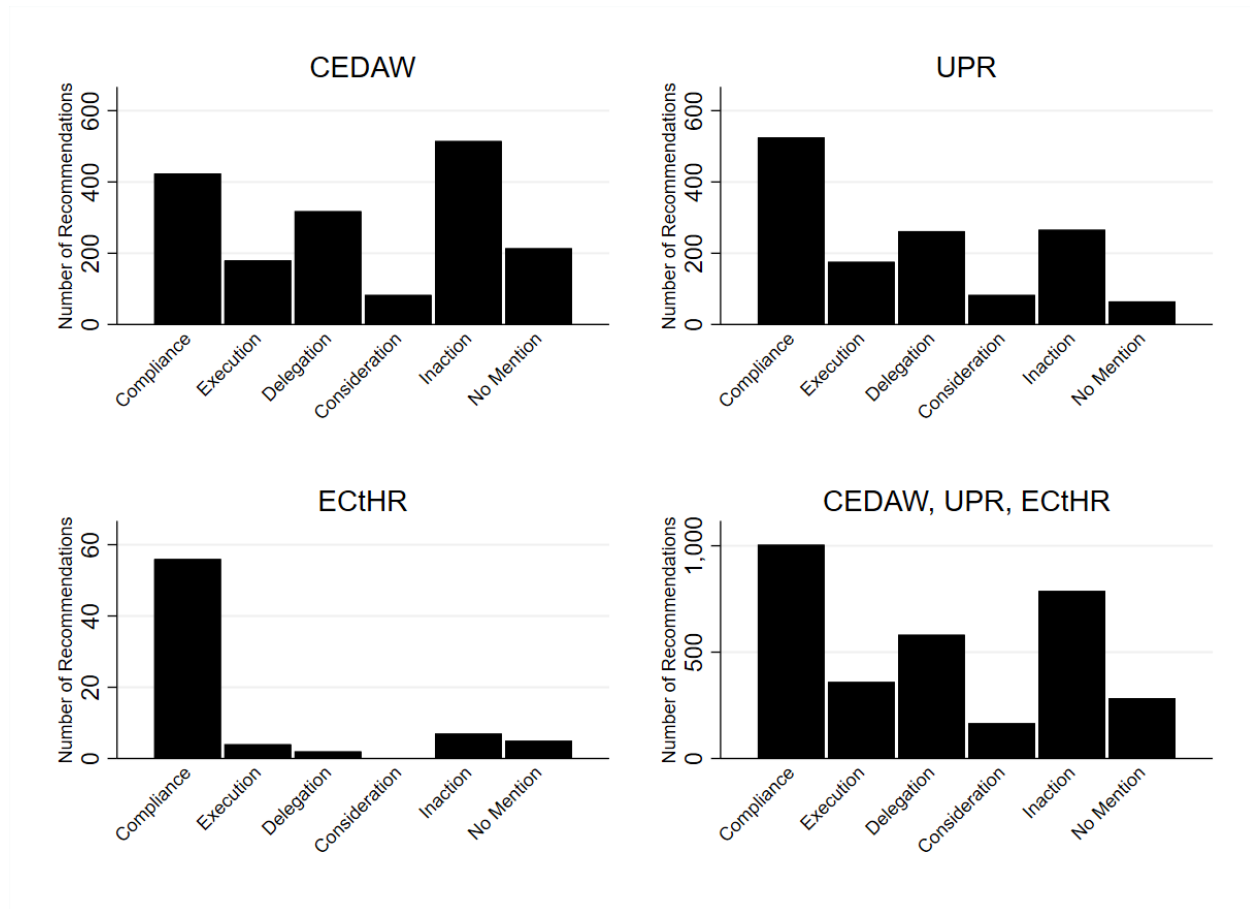 CEDAW
Number of Recommendations
600
400
200
0
Compliance
Execution
Delegation
Consideration
Inaction
No Mention
UPR
Number of Recommendations
600
400
200
0
Compliance
Execution
Delegation
Consideration
Inaction
No Mention
ECtHR
Number of Recommendations
60
40
20
0
Compliance
Execution
Delegation
Consideration
Inaction
No Mention
CEDAW, UPR, ECtHR
Number of Recommendations
1,000
500
0
Compliance
Execution
Delegation
Consideration
Inaction
No Mention